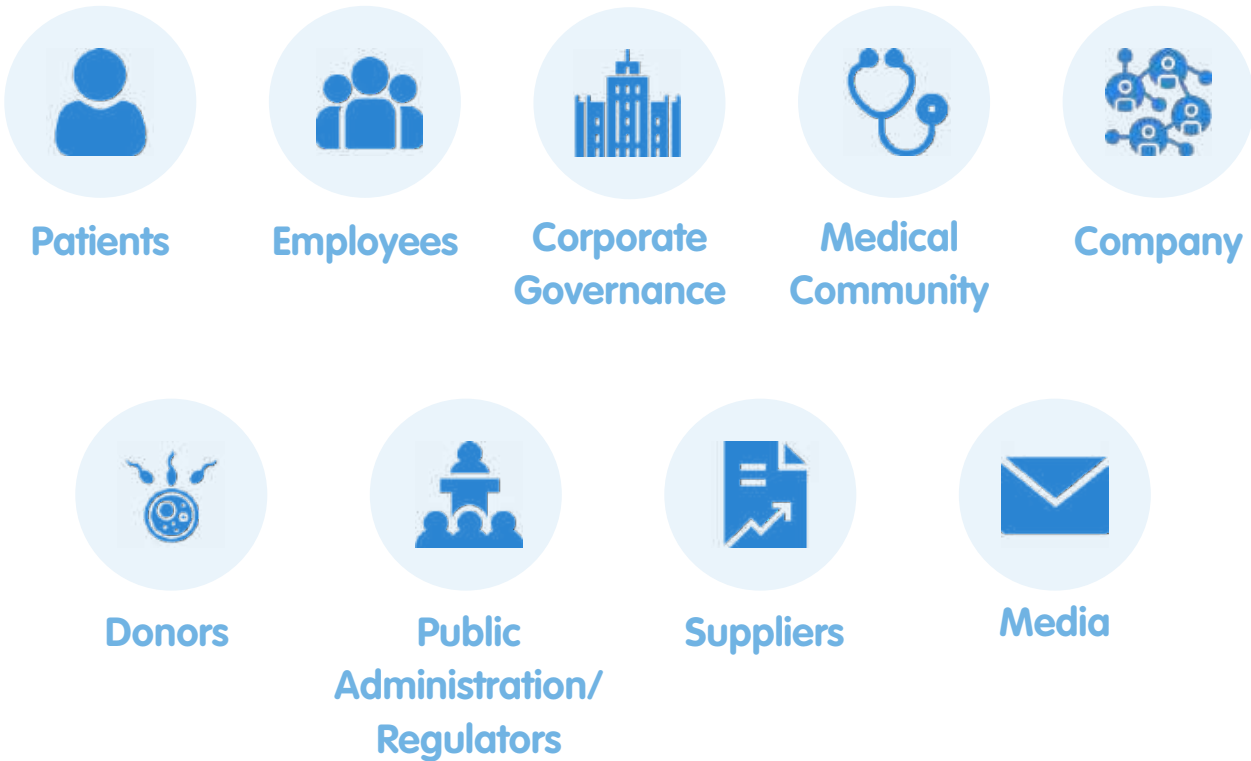 Patients
Employees
Corporate
Governance
Medical
Community
Company
Donors
Public
Administration/
Regulators
Suppliers
Media